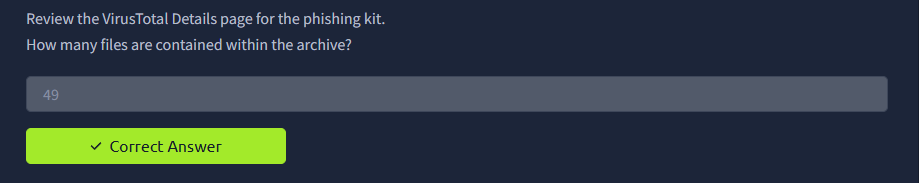 Review the VirusTotal Details page for the phishing kit.
How many files are contained within the archive?
49
✓ Correct Answer